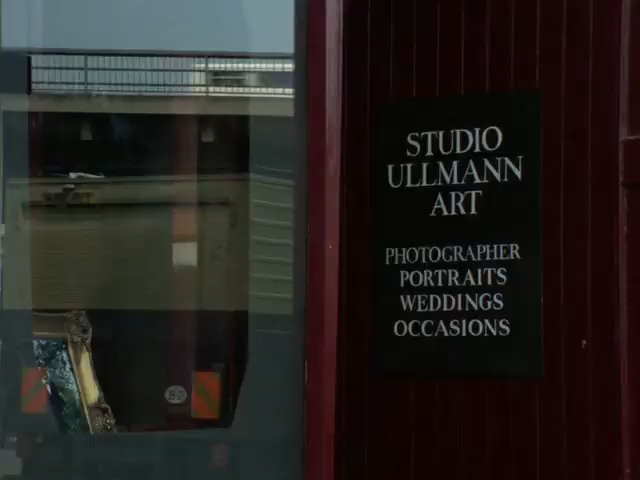 STUDIO
ULLMANN
ART
PHOTOGRAPHER
PORTRAITS
WEDDINGS
OCCASIONS